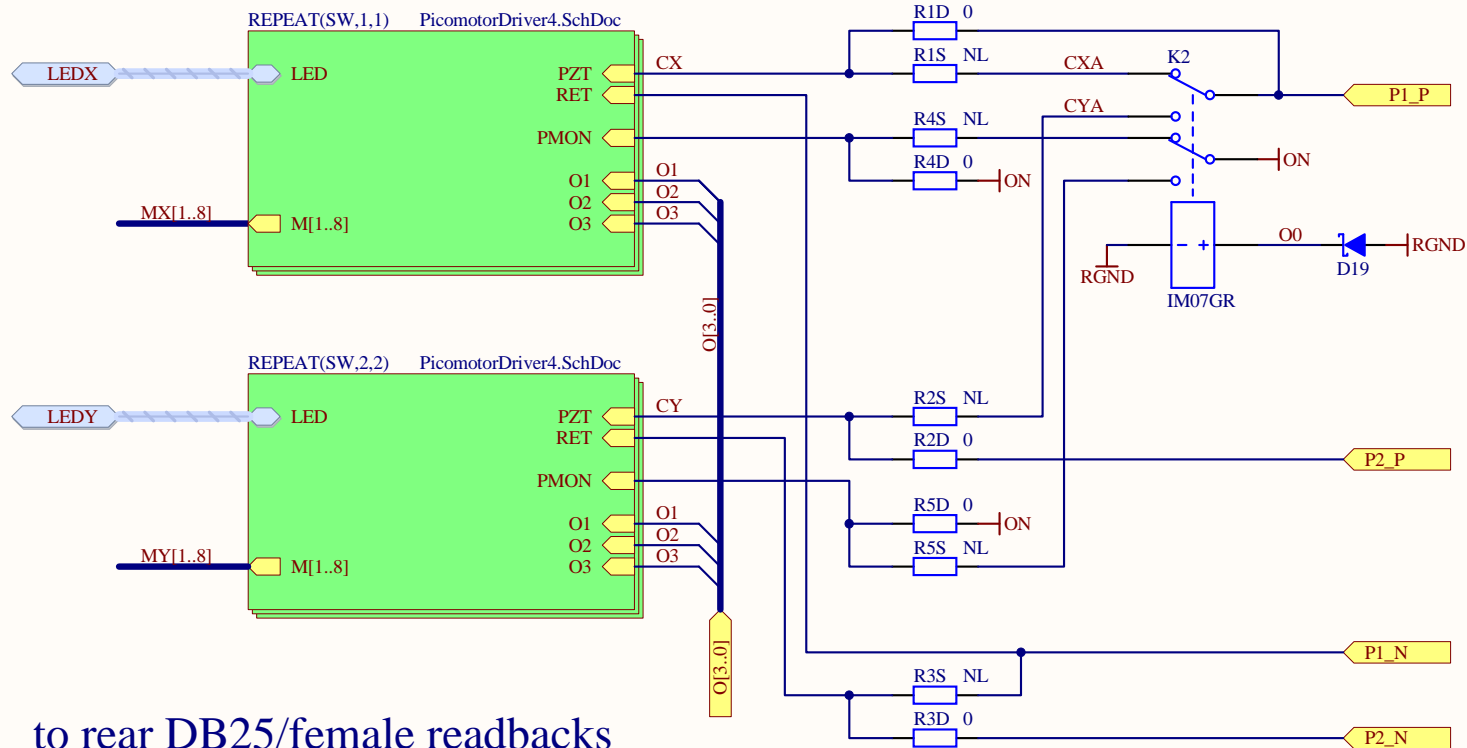 REPEAT(SW,1,1) PicomotorDriver4.SchDoc
R1D 0
LEDX LED PZT CX R1S NL CXA K2
RET P1_P
CYA
PMON R4S NL
R4D 0 ON ON
O1 O1
O2 O2
MX[1..8] M[1..8] O3 O3
- + O0 RGND
RGND D19
IM07GR
O[3..0]
REPEAT(SW,2,2) PicomotorDriver4.SchDoc
LEDY LED PZT CY R2S NL
RET R2D 0 P2_P
PMON
R5D 0 ON
O1 O1
O2 O2
MY[1..8] M[1..8] O3 O3 R5S NL
O[3..0]
P1_N
R3S NL
to rear DB25/female readbacks
R3D 0 P2_N